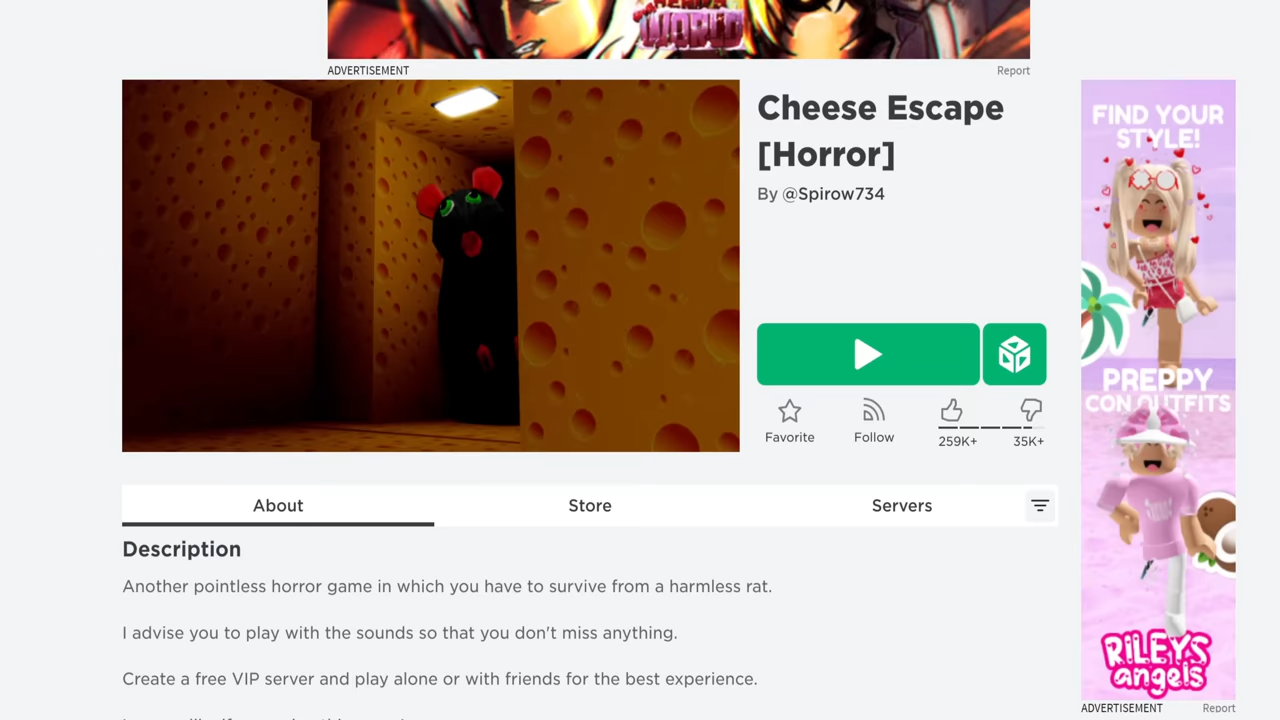 WORLD
ADVERTISEMENT
Report
Cheese Escape
[Horror]
By @Spirow734
Favorite
Follow
259K+
35K+
About
Store
Servers
Description
Another pointless horror game in which you have to survive from a harmless rat.
I advise you to play with the sounds so that you don't miss anything.
Create a free VIP server and play alone or with friends for the best experience.
FIND YOUR
STYLE!
PREPPY
CON OUTFITS
RILEYS
angels
ADVERTISEMENT
Report